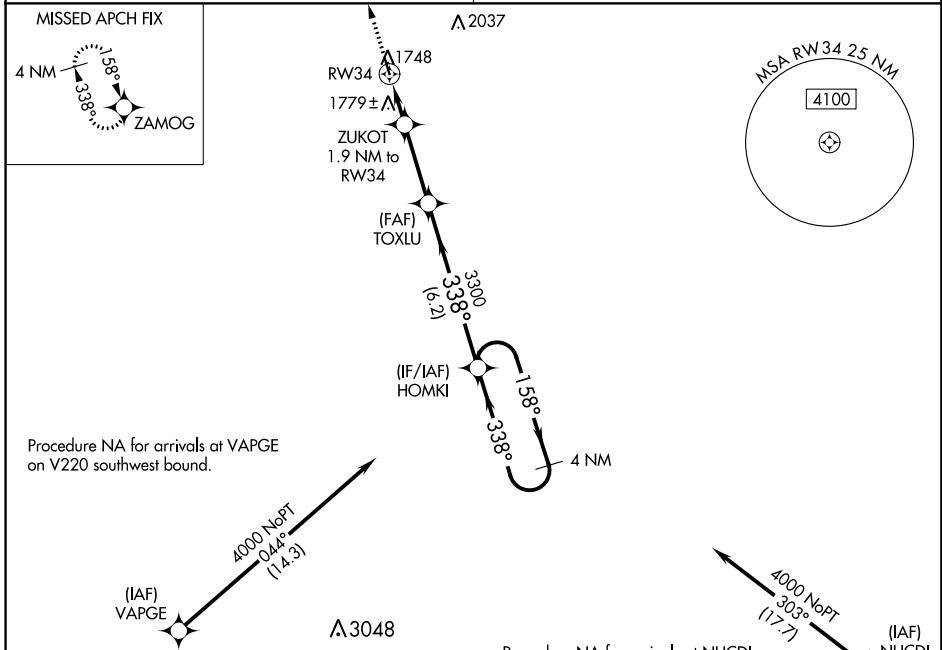 MISSED APCH FIX
4 NM
158°
338°
ZAMOG
2037
1748
RW34
1779 ±
ZUKOT
1.9 NM to
RW34
(FAF)
TOXLU
3300
338°
(6.2)
(IF/IAF)
HOMKI
158°
338°
4 NM
MSA RW34 25 NM
4100
Procedure NA for arrivals at VAPGE
on V220 southwest bound.
4000 NoPT
044°
(14.3)
(IAF)
VAPGE
3048
4000 NoPT
303°
(17.7)
(IAF)